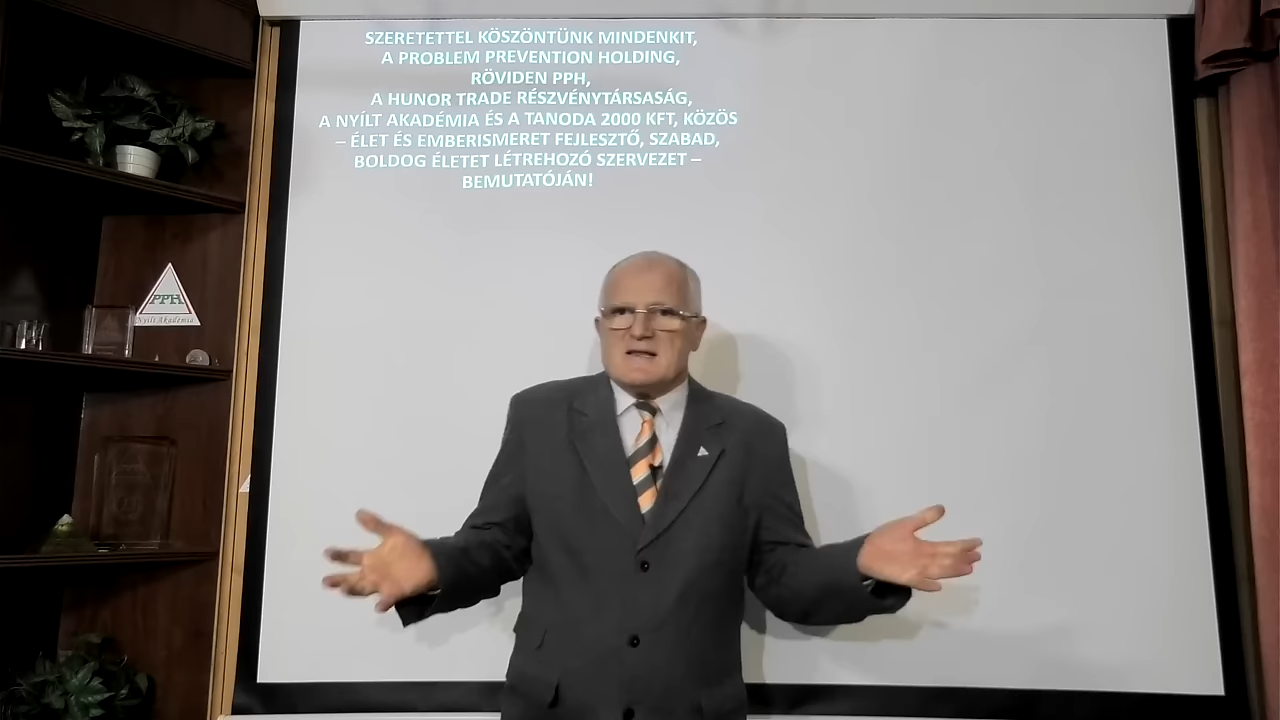 SZERETETTEL KÖSZÖNTÜNK MINDENKIT,
A PROBLEM PREVENTION HOLDING,
RÖVIDEN PPH,
A HUNOR TRADE RÉSZVÉNYTÁRSASÁG,
A NYÍLT AKADÉMIA ÉS A TANODA 2000 KFT, KÖZÖS
– ÉLET ÉS EMBERISMERET FEJLESZTŐ, SZABAD,
BOLDOG ÉLETET LÉTREHOZÓ SZERVEZET –
BEMUTATÓJÁN!
PPH
Nyílt Akadémia